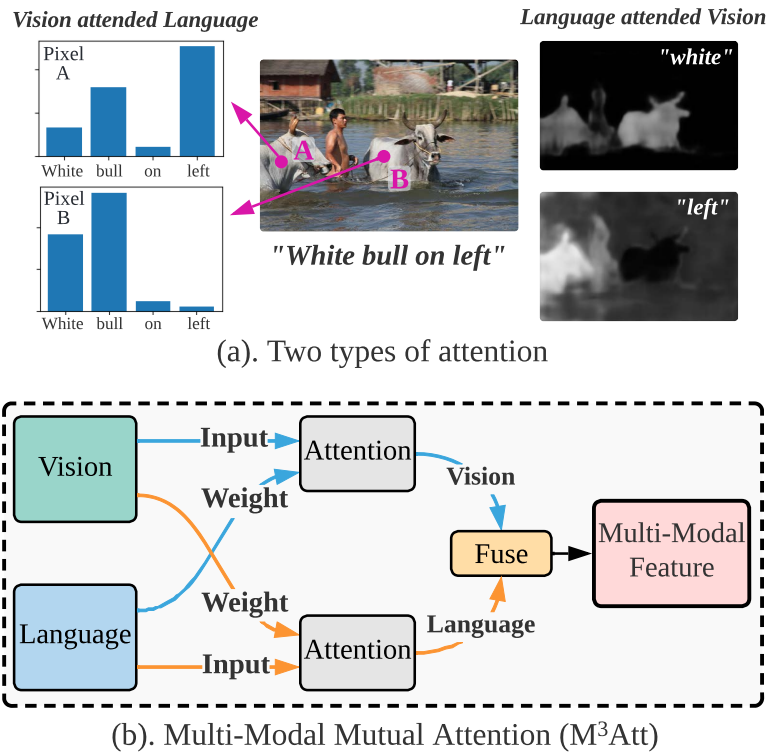 Vision attended Language
Language attended Vision
Pixel
A
White bull on left
Pixel
B
White bull on left
A
B
"White bull on left"
"white"
"left"
(a). Two types of attention
Vision
Language
Input
Weight
Weight
Input
Attention
Attention
Vision
Language
Fuse
Multi-Modal
Feature
(b). Multi-Modal Mutual Attention (M³Att)